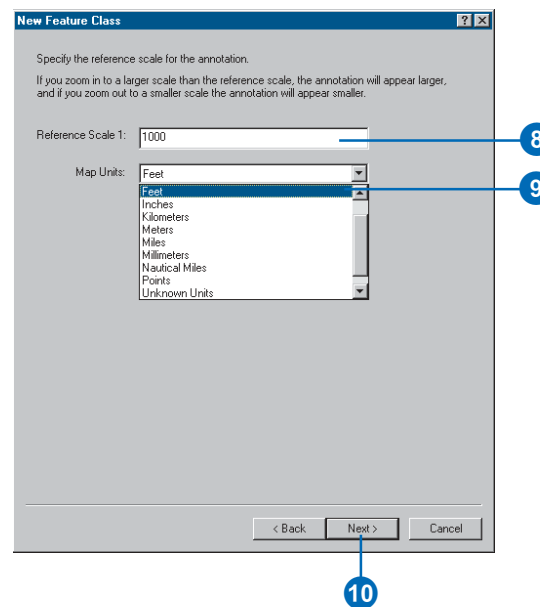 New Feature Class
? X
Specify the reference scale for the annotation.
If you zoom in to a larger scale than the reference scale, the annotation will appear larger,
and if you zoom out to a smaller scale the annotation will appear smaller.
Reference Scale 1: 1000
8
Map Units: Feet
Feet
9
Inches
Kilometers
Meters
Miles
Millimeters
Nautical Miles
Points
Unknown Units
< Back Next > Cancel
10